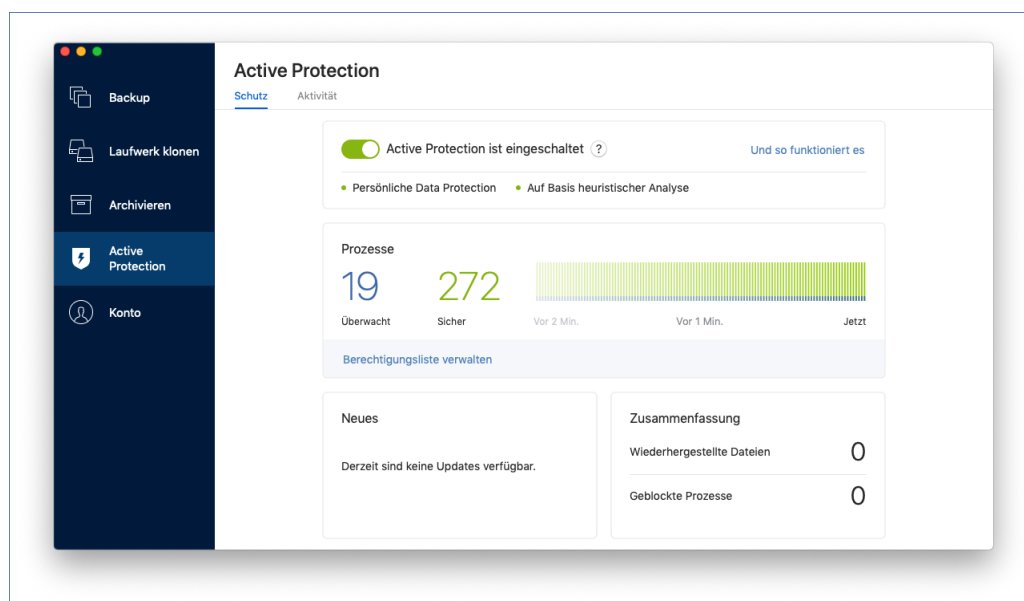 Backup
Laufwerk klonen
Archivieren
Active
Protection
Konto
Active Protection
Schutz Aktivität
Active Protection ist eingeschaltet ? Und so funktioniert es
Persönliche Data Protection Auf Basis heuristischer Analyse
Prozesse
19 272
Überwacht Sicher Vor 2 Min. Vor 1 Min. Jetzt
Berechtigungsliste verwalten
Neues
Derzeit sind keine Updates verfügbar.
Zusammenfassung
Wiederhergestellte Dateien 0
Geblockte Prozesse 0